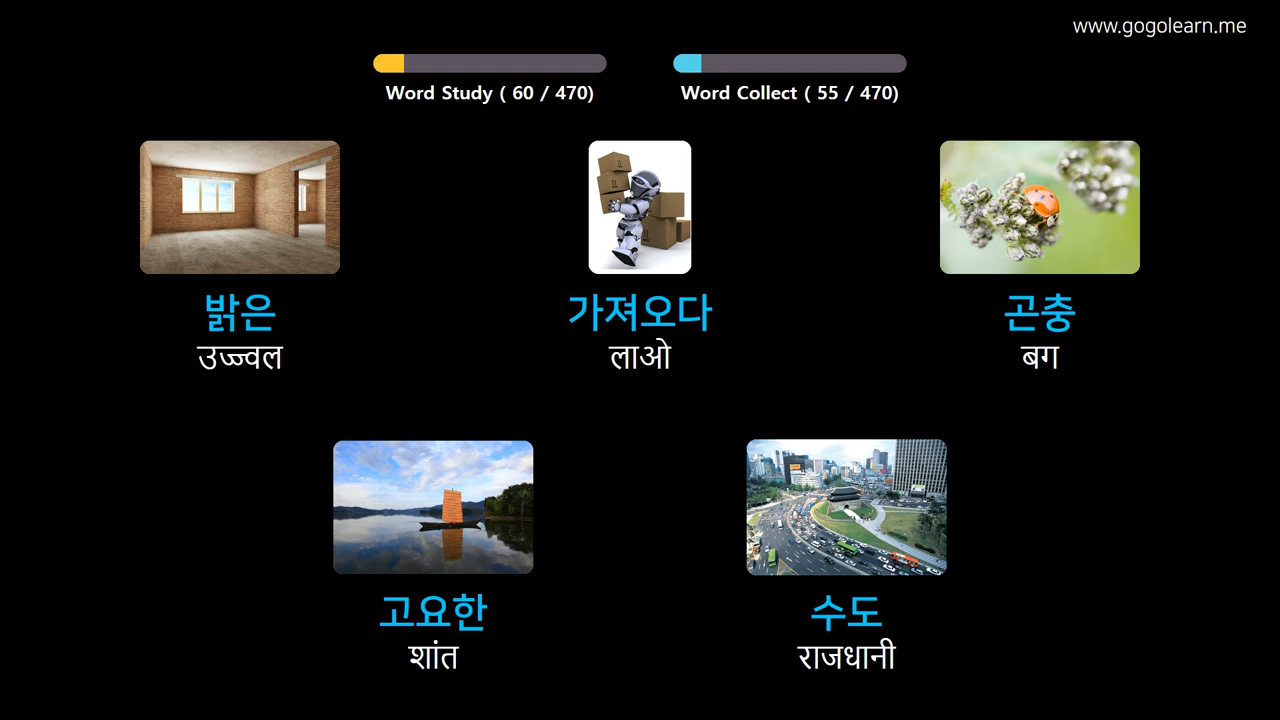 www.gogolearn.me
Word Study ( 60 / 470)
Word Collect ( 55 / 470)
밝은
उज्ज्वल
가져오다
लाओ
곤충
बग
고요한
शांत
수도
राजधानी